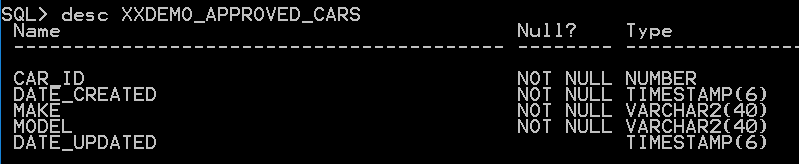 SQL> desc XXDEMO_APPROVED_CARS
Name Null? Type
----------------------------------------- -------- ---------------
CAR_ID NOT NULL NUMBER
DATE_CREATED NOT NULL TIMESTAMP(6)
MAKE NOT NULL VARCHAR2(40)
MODEL NOT NULL VARCHAR2(40)
DATE_UPDATED TIMESTAMP(6)